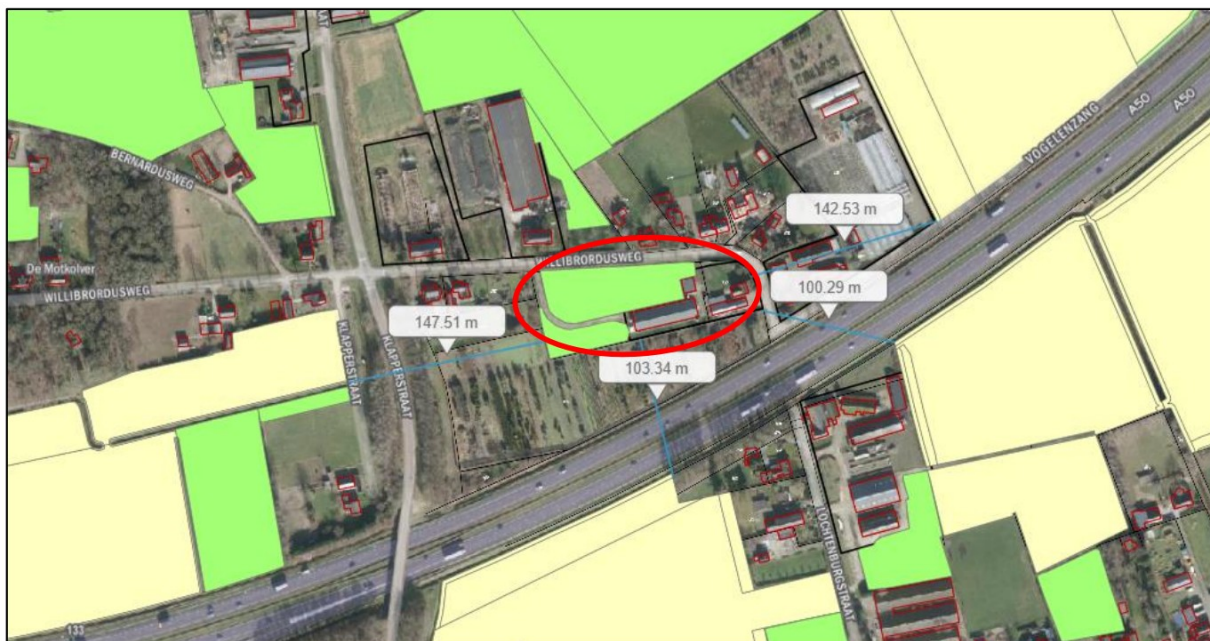 BERNARDUSWEG
VOGELENZANG
A50
A50
142.53 m
De Motkolver
WILLIBRORDUSWEG
WILLIBRORDUSWEG
100.29 m
147.51 m
KLAPPERSTRAAT
KLAPPERSTRAAT
103.34 m
LOCHTENBURGSTRAAT
133